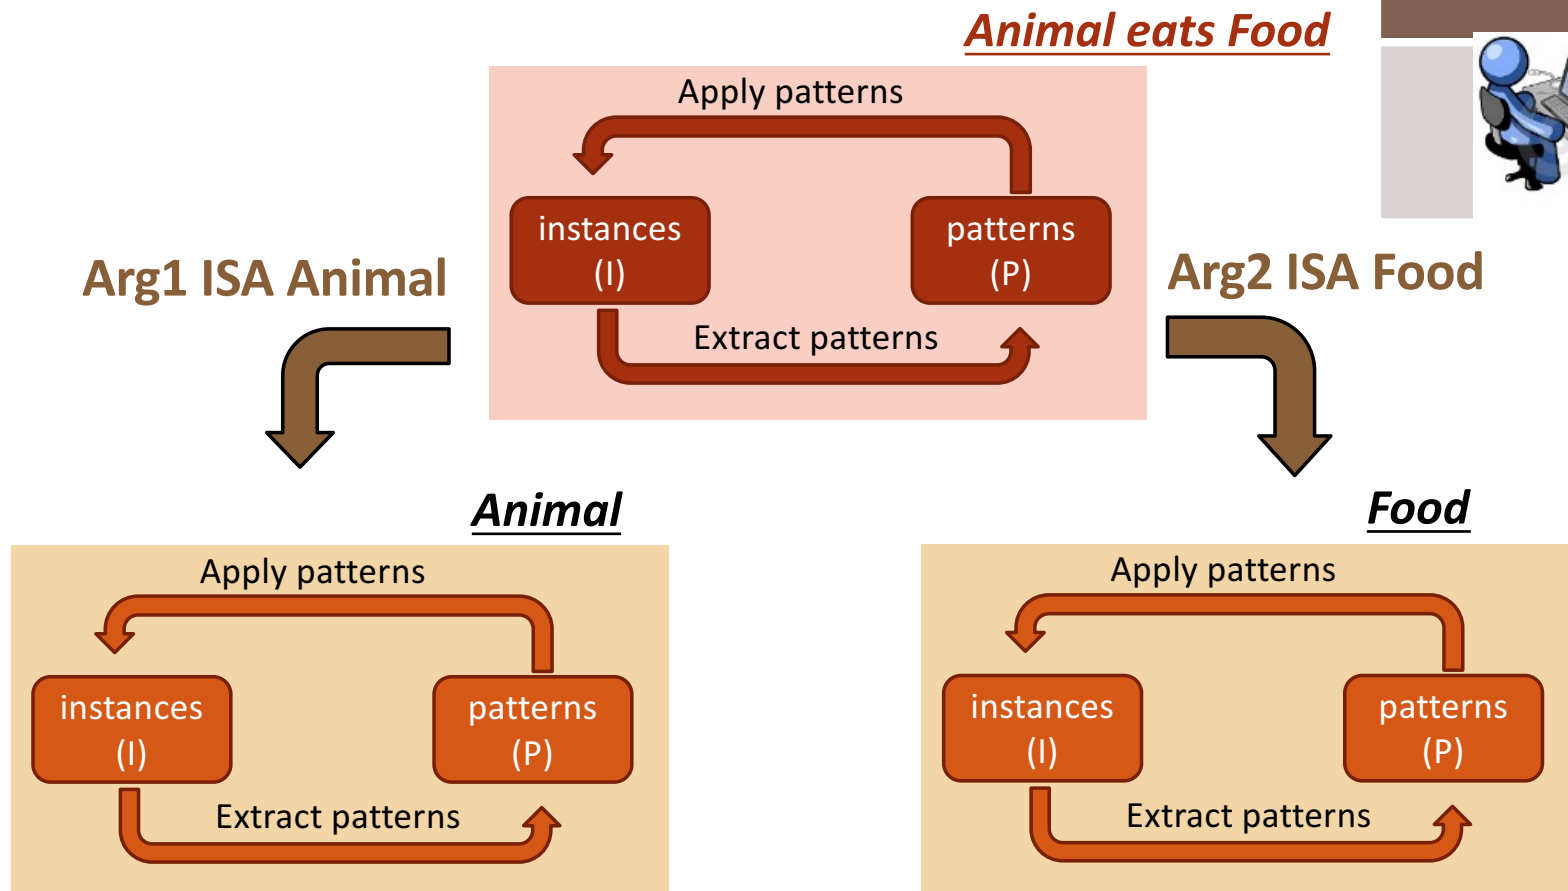 Animal eats Food
Apply patterns
instances
(I)
patterns
(P)
Extract patterns
Arg1 ISA Animal
Arg2 ISA Food
Animal
Apply patterns
instances
(I)
patterns
(P)
Extract patterns
Food
Apply patterns
instances
(I)
patterns
(P)
Extract patterns